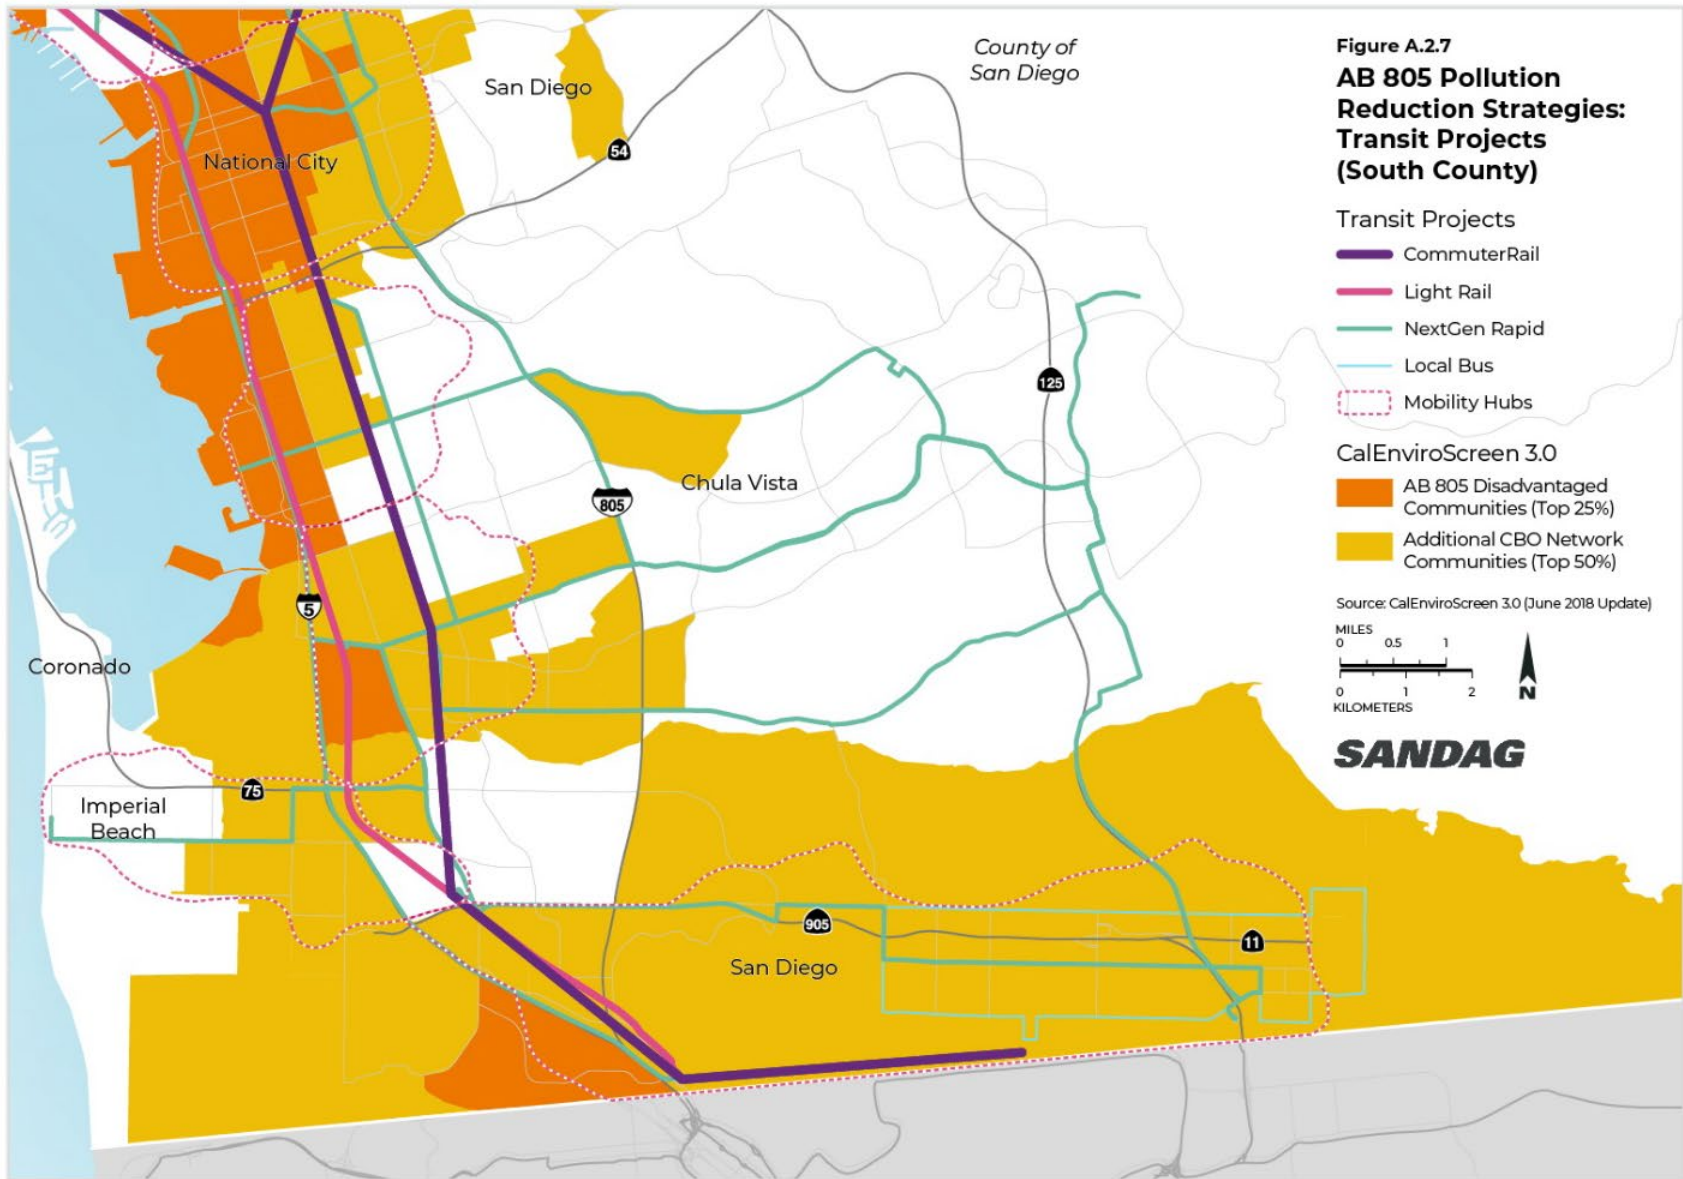 Figure A.2.7
AB 805 Pollution
Reduction Strategies:
Transit Projects
(South County)
Transit Projects
CommuterRail
Light Rail
NextGen Rapid
Local Bus
Mobility Hubs
CalEnviroScreen 3.0
AB 805 Disadvantaged
Communities (Top 25%)
Additional CBO Network
Communities (Top 50%)
Source: CalEnviroScreen 3.0 (June 2018 Update)
MILES
0 0.5 1
0 1 2
KILOMETERS
N
SANDAG
County of
San Diego
San Diego
54
National City
125
Chula Vista
805
5
Coronado
75
Imperial
Beach
905
11
San Diego